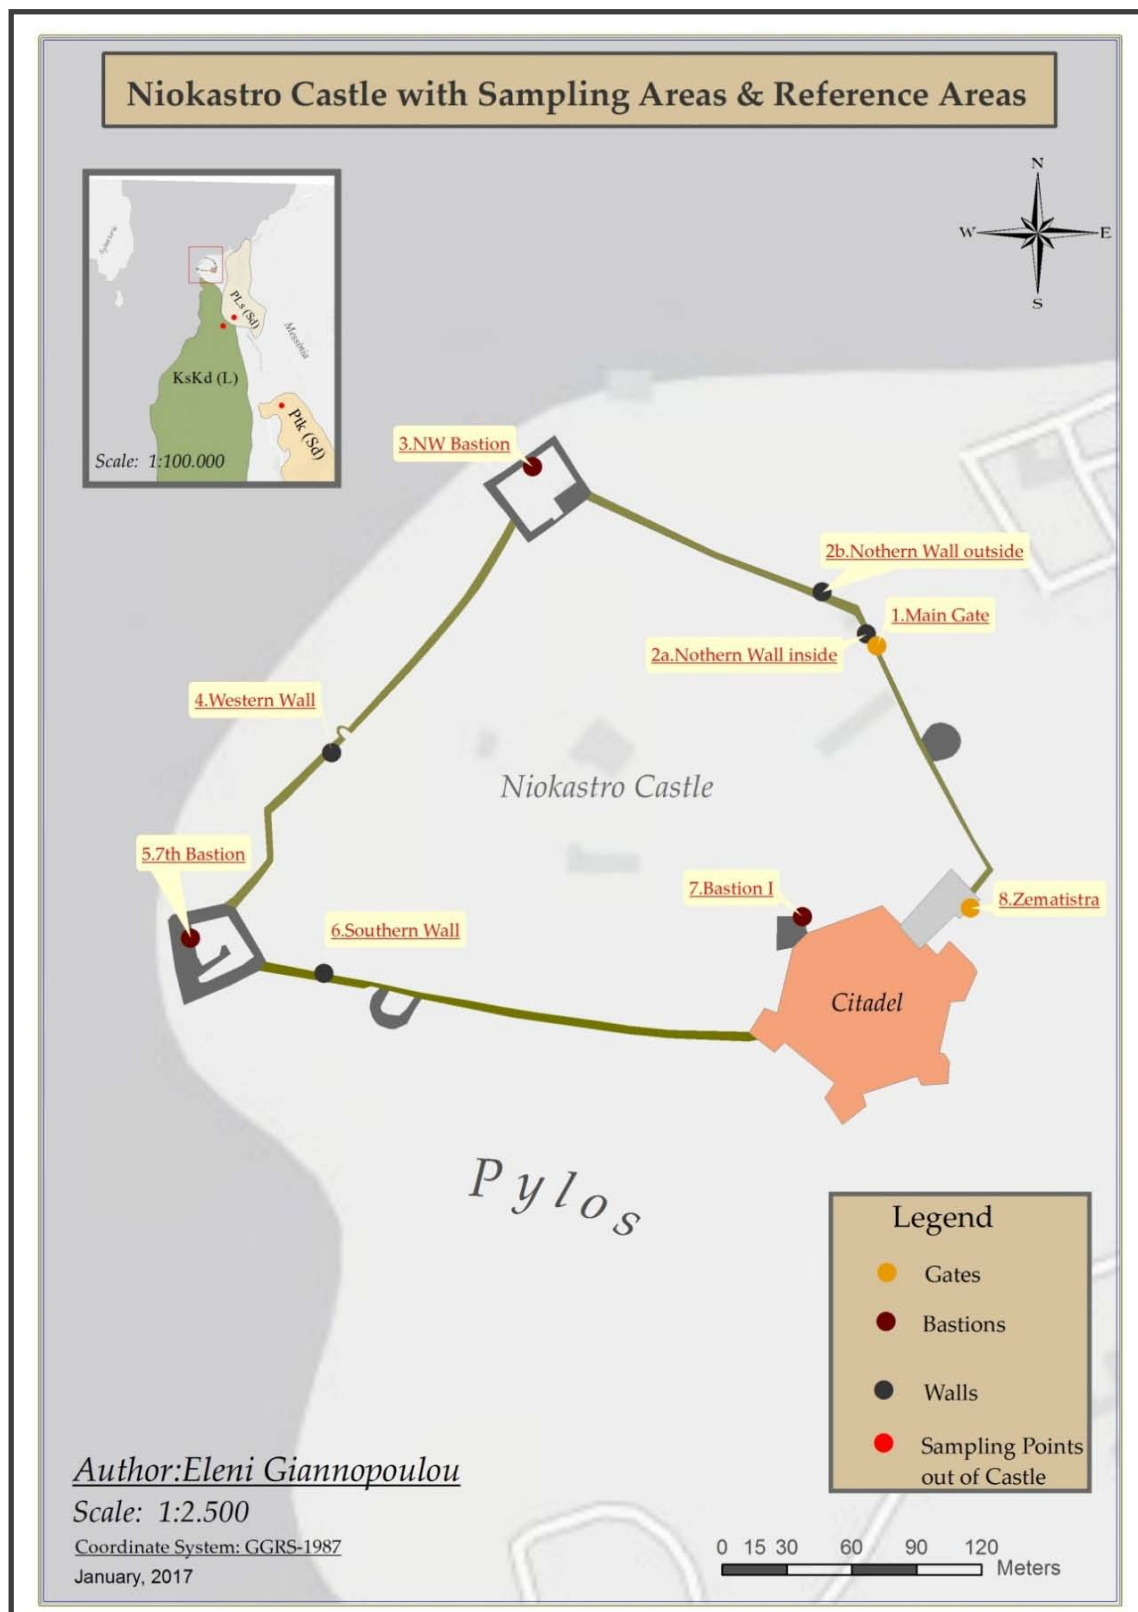 Niokastro Castle with Sampling Areas & Reference Areas
N
W
E
S
PLs (Sd)
Messinia
KsKd (L)
Ptk (Sd)
Scale: 1:100.000
3.NW Bastion
2b.Nothern Wall outside
1.Main Gate
2a.Nothern Wall inside
4.Western Wall
Niokastro Castle
5.7th Bastion
7.Bastion I
8.Zematistra
6.Southern Wall
Citadel
Pylos
Legend
Gates
Bastions
Walls
Sampling Points
out of Castle
Author:Eleni Giannopoulou
Scale: 1:2.500
Coordinate System: GGRS-1987
January, 2017
0 15 30 60 90 120
Meters